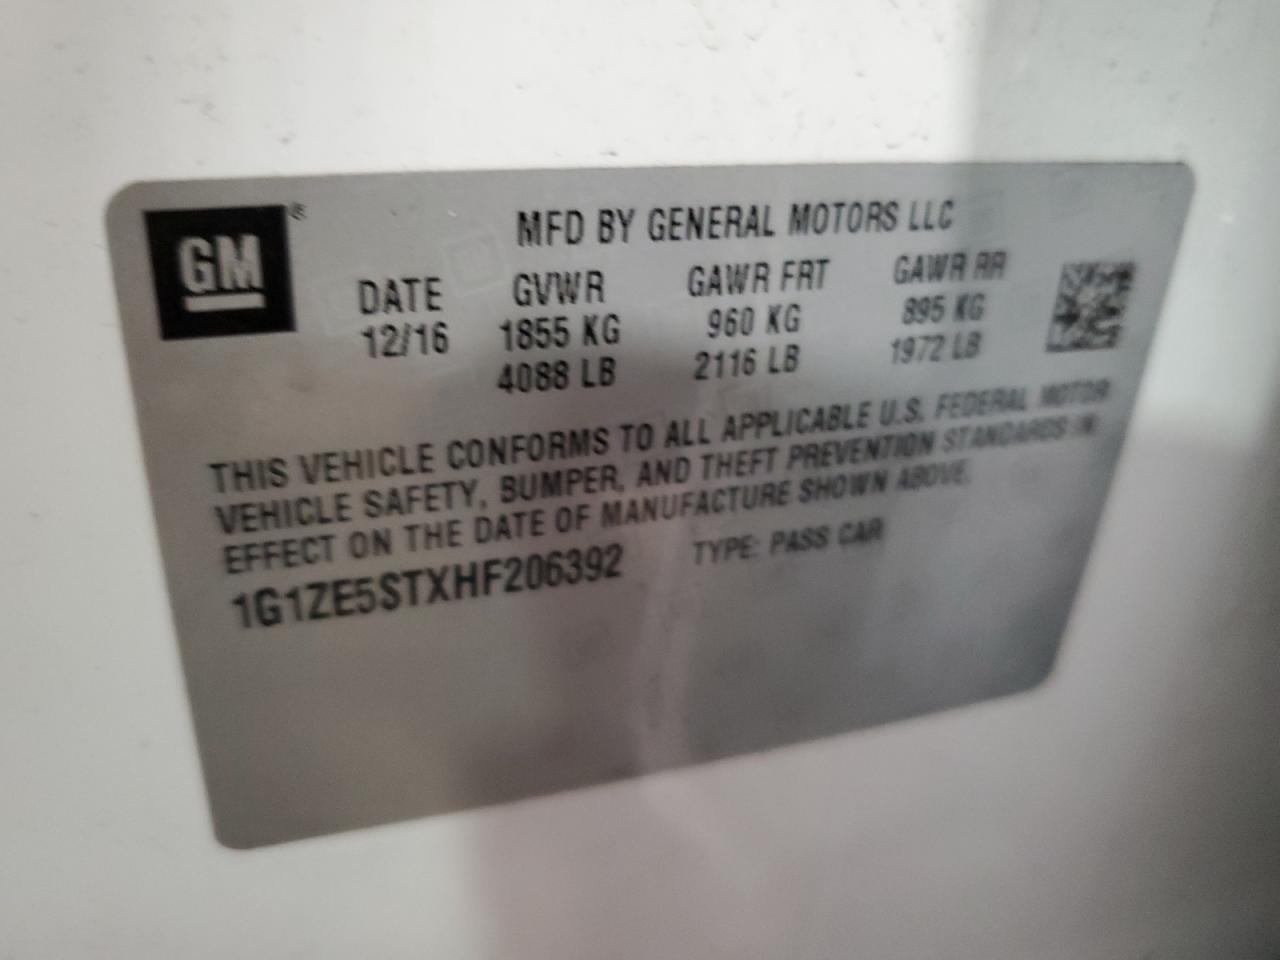 GM ®
MFD BY GENERAL MOTORS LLC
DATE GVWR GAWR FRT GAWR RR
12/16 1855 KG 960 KG 895 KG
4088 LB 2116 LB 1972 LB
THIS VEHICLE CONFORMS TO ALL APPLICABLE U.S. FEDERAL MOTOR
VEHICLE SAFETY, BUMPER, AND THEFT PREVENTION STANDARDS IN
EFFECT ON THE DATE OF MANUFACTURE SHOWN ABOVE.
1G1ZE5STXHF206392 TYPE: PASS CAR